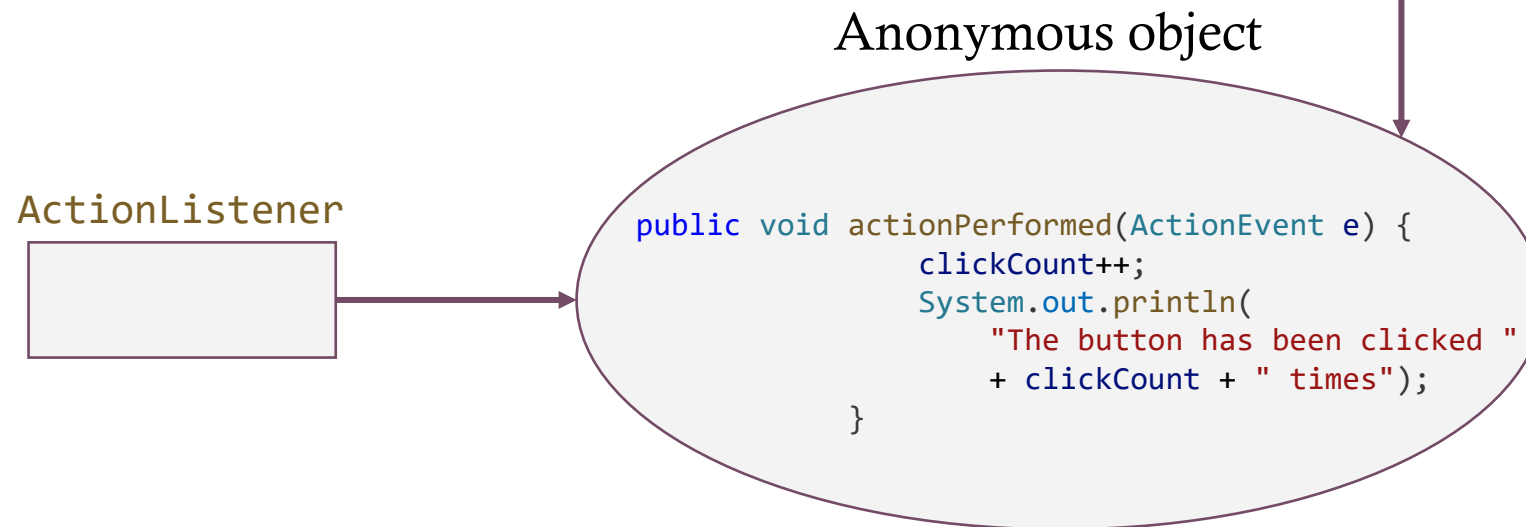 Anonymous object
ActionListener
public void actionPerformed(ActionEvent e) {
clickCount++;
System.out.println(
"The button has been clicked "
+ clickCount + " times");
}